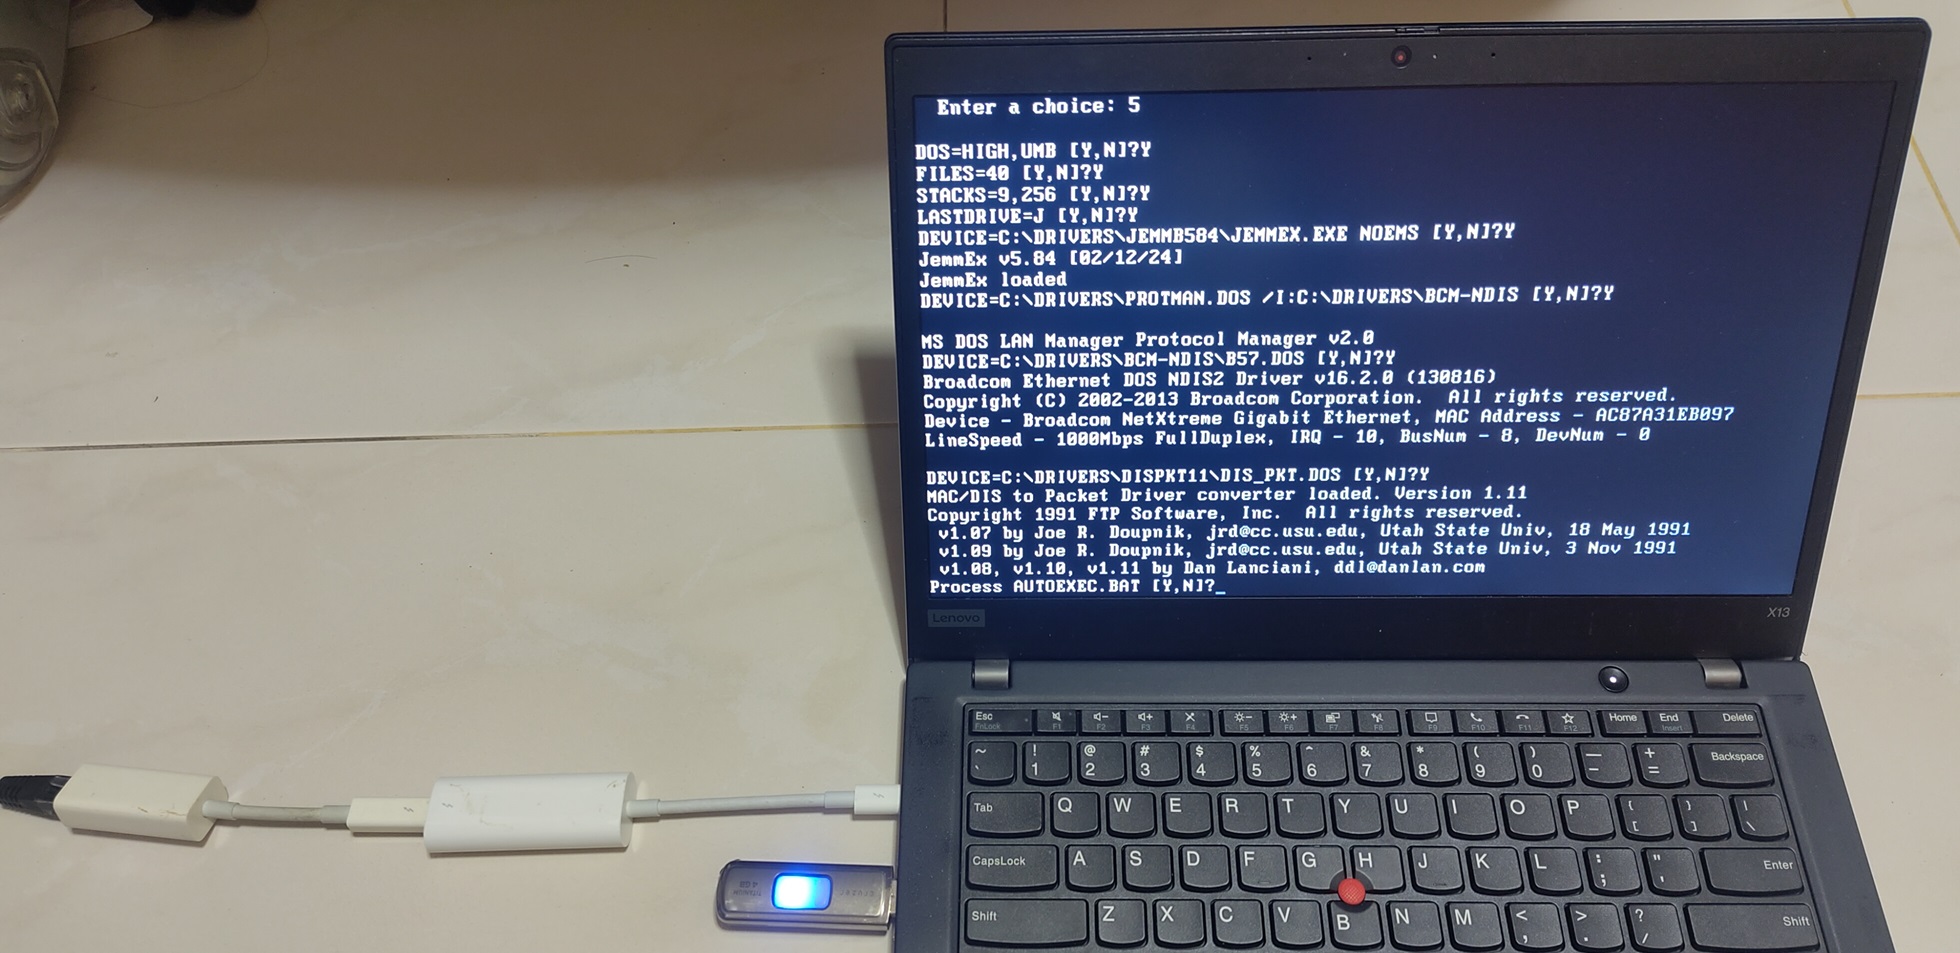 Enter a choice: 5
DOS=HIGH,UMB [Y,N]?Y
FILES=40 [Y,N]?Y
STACKS=9,256 [Y,N]?Y
LASTDRIVE=J [Y,N]?Y
DEVICE=C:\DRIVERS\JEMMB584\JEMMEX.EXE NOEMS [Y,N]?Y
JemmEx v5.84 [02/12/24]
JemmEx loaded
DEVICE=C:\DRIVERS\PROTMAN.DOS /I:C:\DRIVERS\BCM-NDIS [Y,N]?Y
MS DOS LAN Manager Protocol Manager v2.0
DEVICE=C:\DRIVERS\BCM-NDIS\B57.DOS [Y,N]?Y
Broadcom Ethernet DOS NDIS2 Driver v16.2.0 (130816)
Copyright (C) 2002-2013 Broadcom Corporation.  All rights reserved.
Device - Broadcom NetXtreme Gigabit Ethernet, MAC Address - AC87A31EB097
LineSpeed - 1000Mbps FullDuplex, IRQ - 10, BusNum - 8, DevNum - 0
DEVICE=C:\DRIVERS\DISPKT11\DIS_PKT.DOS [Y,N]?Y
MAC/DIS to Packet Driver converter loaded. Version 1.11
Copyright 1991 FTP Software, Inc.  All rights reserved.
v1.07 by Joe R. Doupnik, jrd@cc.usu.edu, Utah State Univ, 18 May 1991
v1.09 by Joe R. Doupnik, jrd@cc.usu.edu, Utah State Univ, 3 Nov 1991
v1.08, v1.10, v1.11 by Dan Lanciani, ddl@danlan.com
Process AUTOEXEC.BAT [Y,N]?_
Lenovo
X13
Esc Home End Delete
FnLock F1 F2 F3 F4 F5 F6 F7 F8 F9 F10 F11 F12 Insert
~ ! @ # $ % ^ & * ( ) — +
` 1 2 3 4 5 6 7 8 9 0 - = Backspace
Tab Q W E R T Y U I O P { [ } ] | \
CapsLock A S D F G H J K L : ; " ' Enter
Shift Z X C V B N M < , > . ? / Shift
cruzer
TITANIUM
4 GB